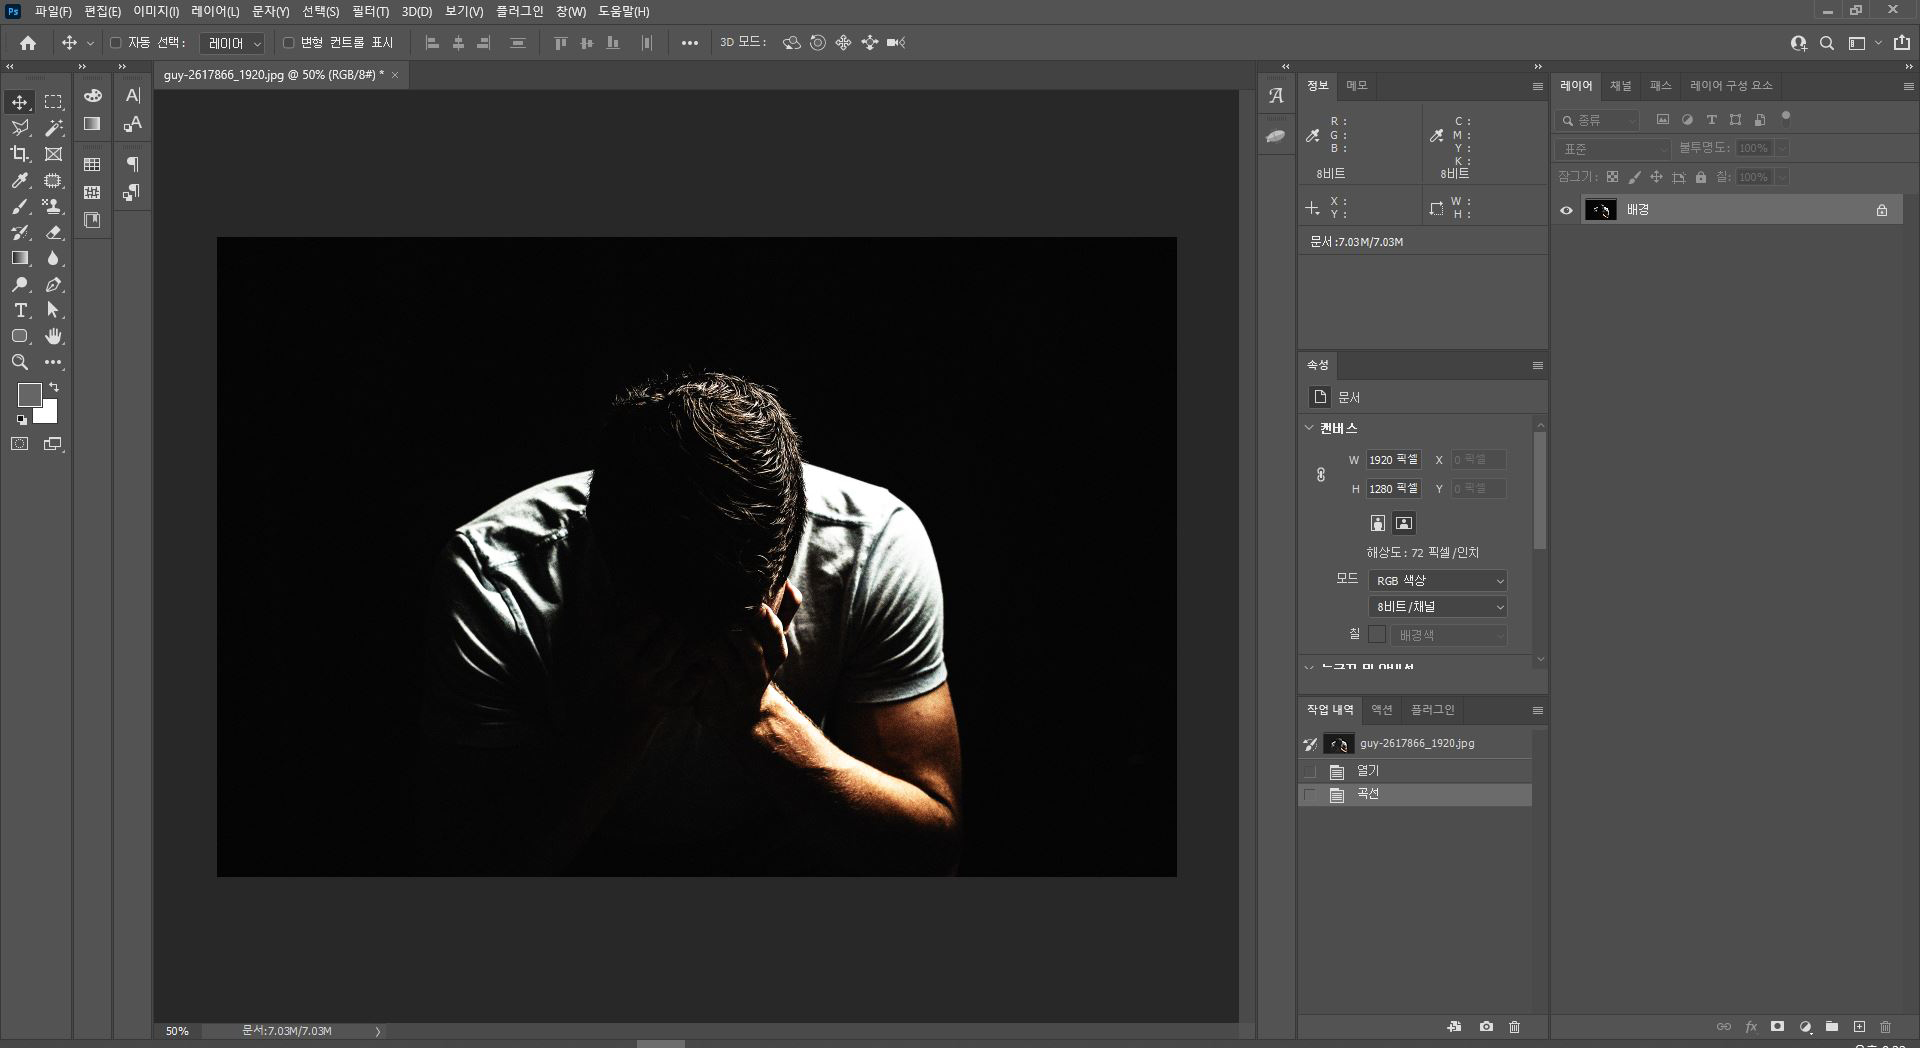 Ps 파일(F) 편집(E) 이미지(I) 레이어(L) 문자(Y) 선택(S) 필터(T) 3D(D) 보기(V) 플러그인 창(W) 도움말(H)
자동 선택: 레이어 변형 컨트롤 표시 3D 모드:
guy-2617866_1920.jpg @ 50% (RGB/8#) *
정보 메모
R :
G :
B :
8비트
C :
M :
Y :
K :
8비트
X :
Y :
W :
H :
문서:7.03M/7.03M
속성
문서
캔버스
W 1920 픽셀 X 0 픽셀
H 1280 픽셀 Y 0 픽셀
해상도: 72 픽셀/인치
모드 RGB 색상
8비트/채널
칠 배경색
작업 내역 액션 플러그인
guy-2617866_1920.jpg
열기
곡선
레이어 채널 패스 레이어 구성 요소
종류
표준 불투명도: 100%
잠그기: 칠: 100%
배경
50% 문서:7.03M/7.03M